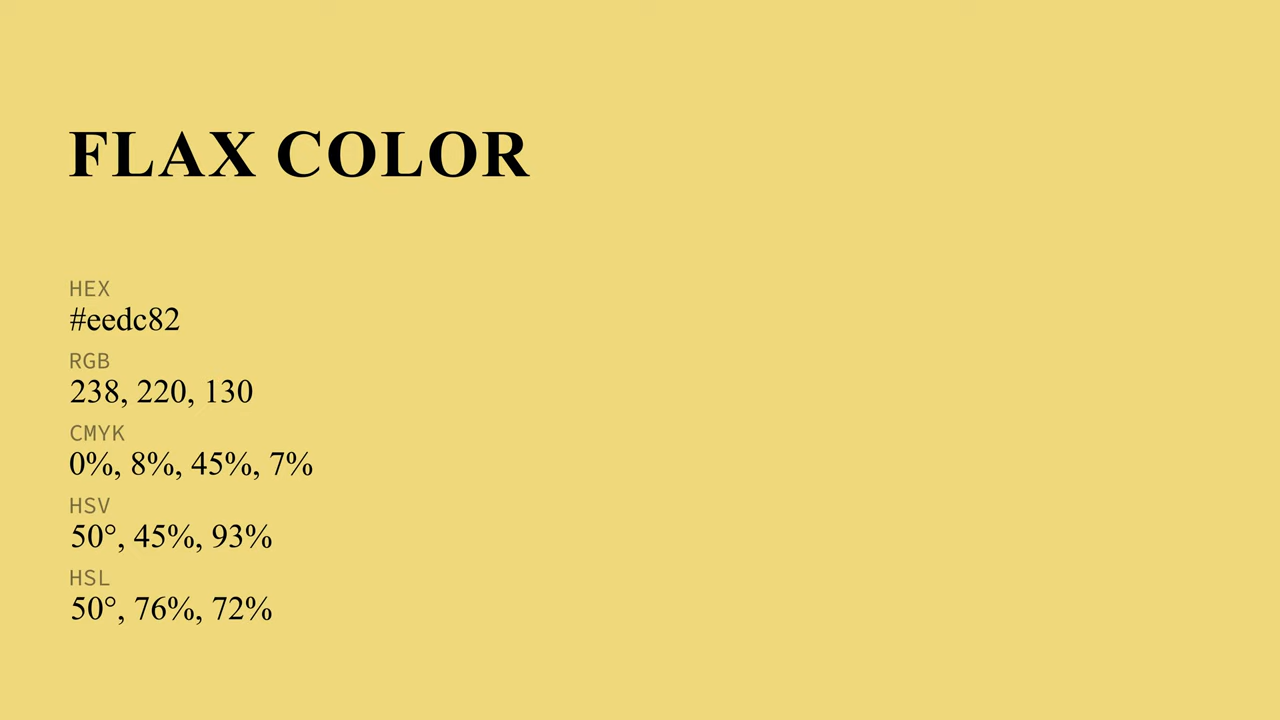 FLAX COLOR
HEX
#eedc82
RGB
238, 220, 130
CMYK
0%, 8%, 45%, 7%
HSV
50°, 45%, 93%
HSL
50°, 76%, 72%